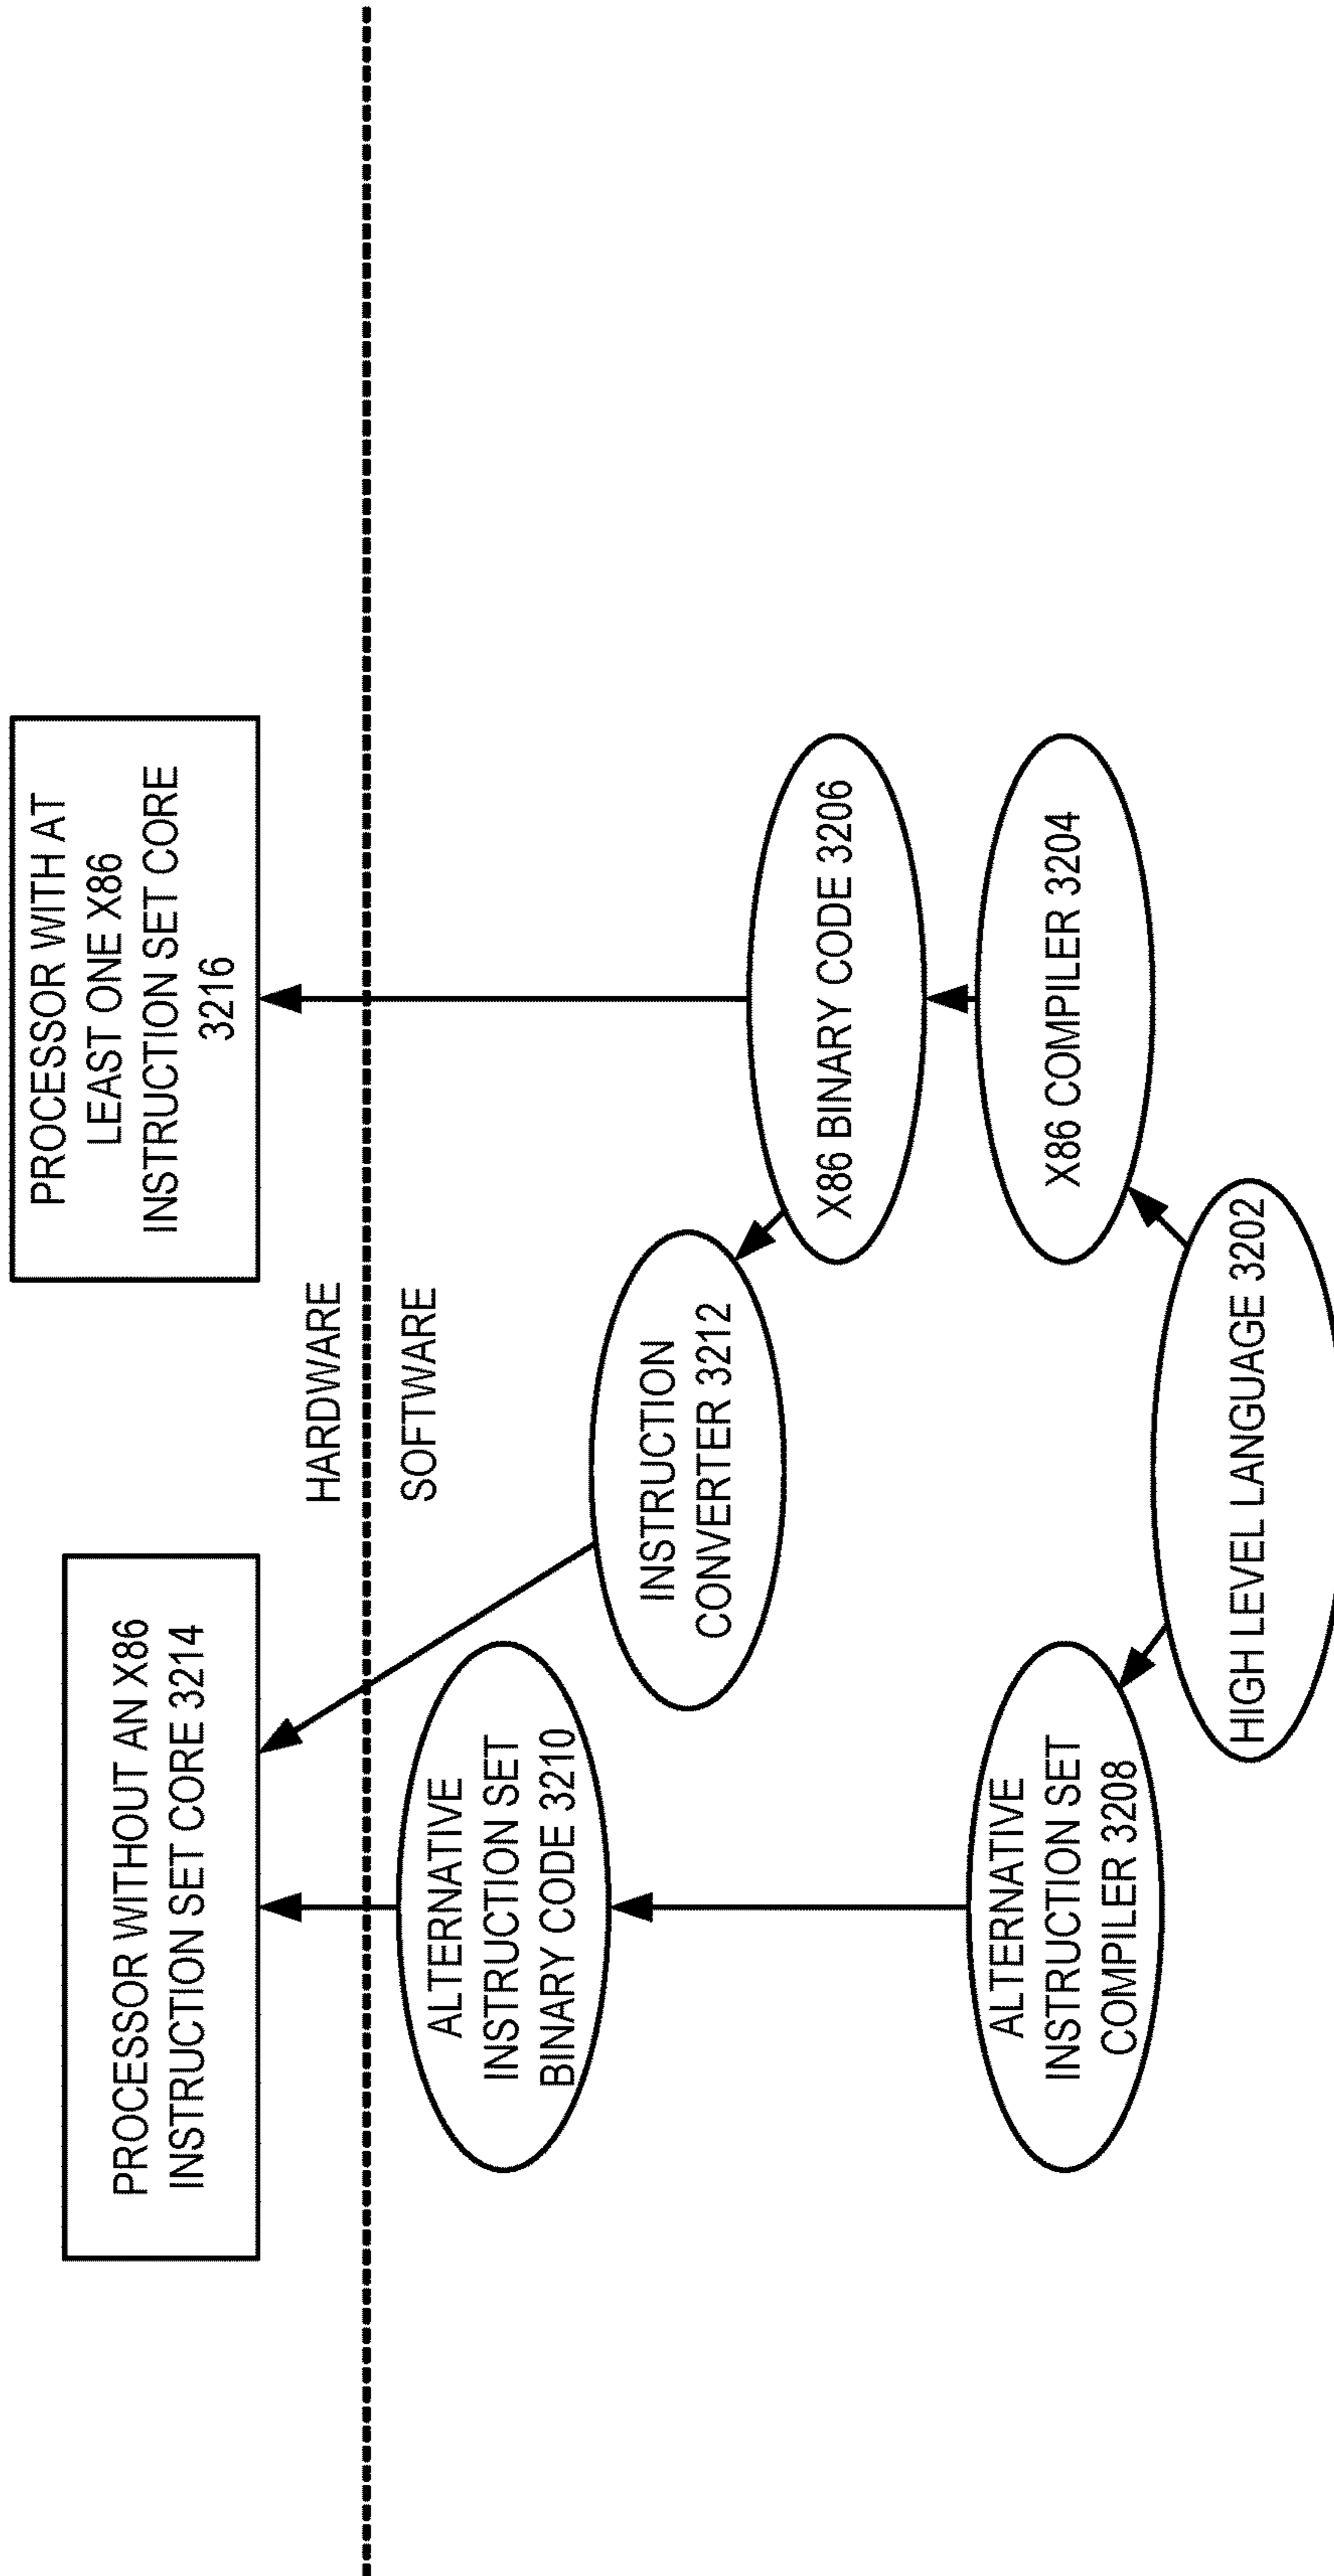 PROCESSOR WITHOUT AN X86
INSTRUCTION SET CORE 3214
PROCESSOR WITH AT
LEAST ONE X86
INSTRUCTION SET CORE
3216
HARDWARE
SOFTWARE
ALTERNATIVE
INSTRUCTION SET
BINARY CODE 3210
INSTRUCTION
CONVERTER 3212
X86 BINARY CODE 3206
ALTERNATIVE
INSTRUCTION SET
COMPILER 3208
X86 COMPILER 3204
HIGH LEVEL LANGUAGE 3202